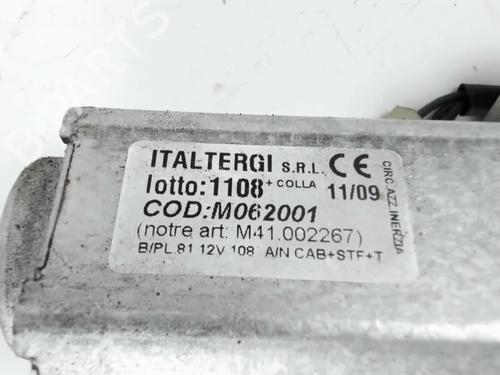 ITALTERGI S.R.L. CE
lotto:1108 + COLLA 11/09
COD:M062001
(notre art: M41.002267)
B/PL.81 12V 108 A/N CAB+STF+T
CIRC.AZZ.INERZIA